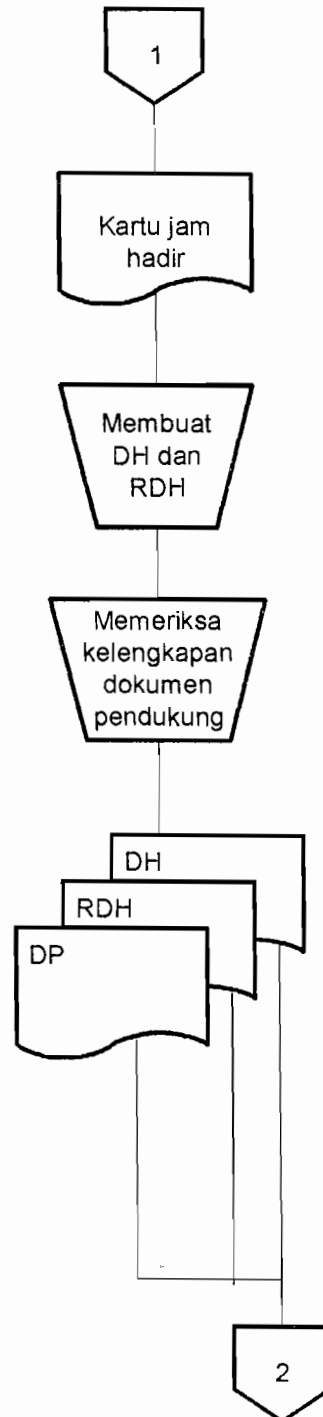 1
Kartu jam
hadir
Membuat
DH dan
RDH
Memeriksa
kelengkapan
dokumen
pendukung
DH
RDH
DP
2